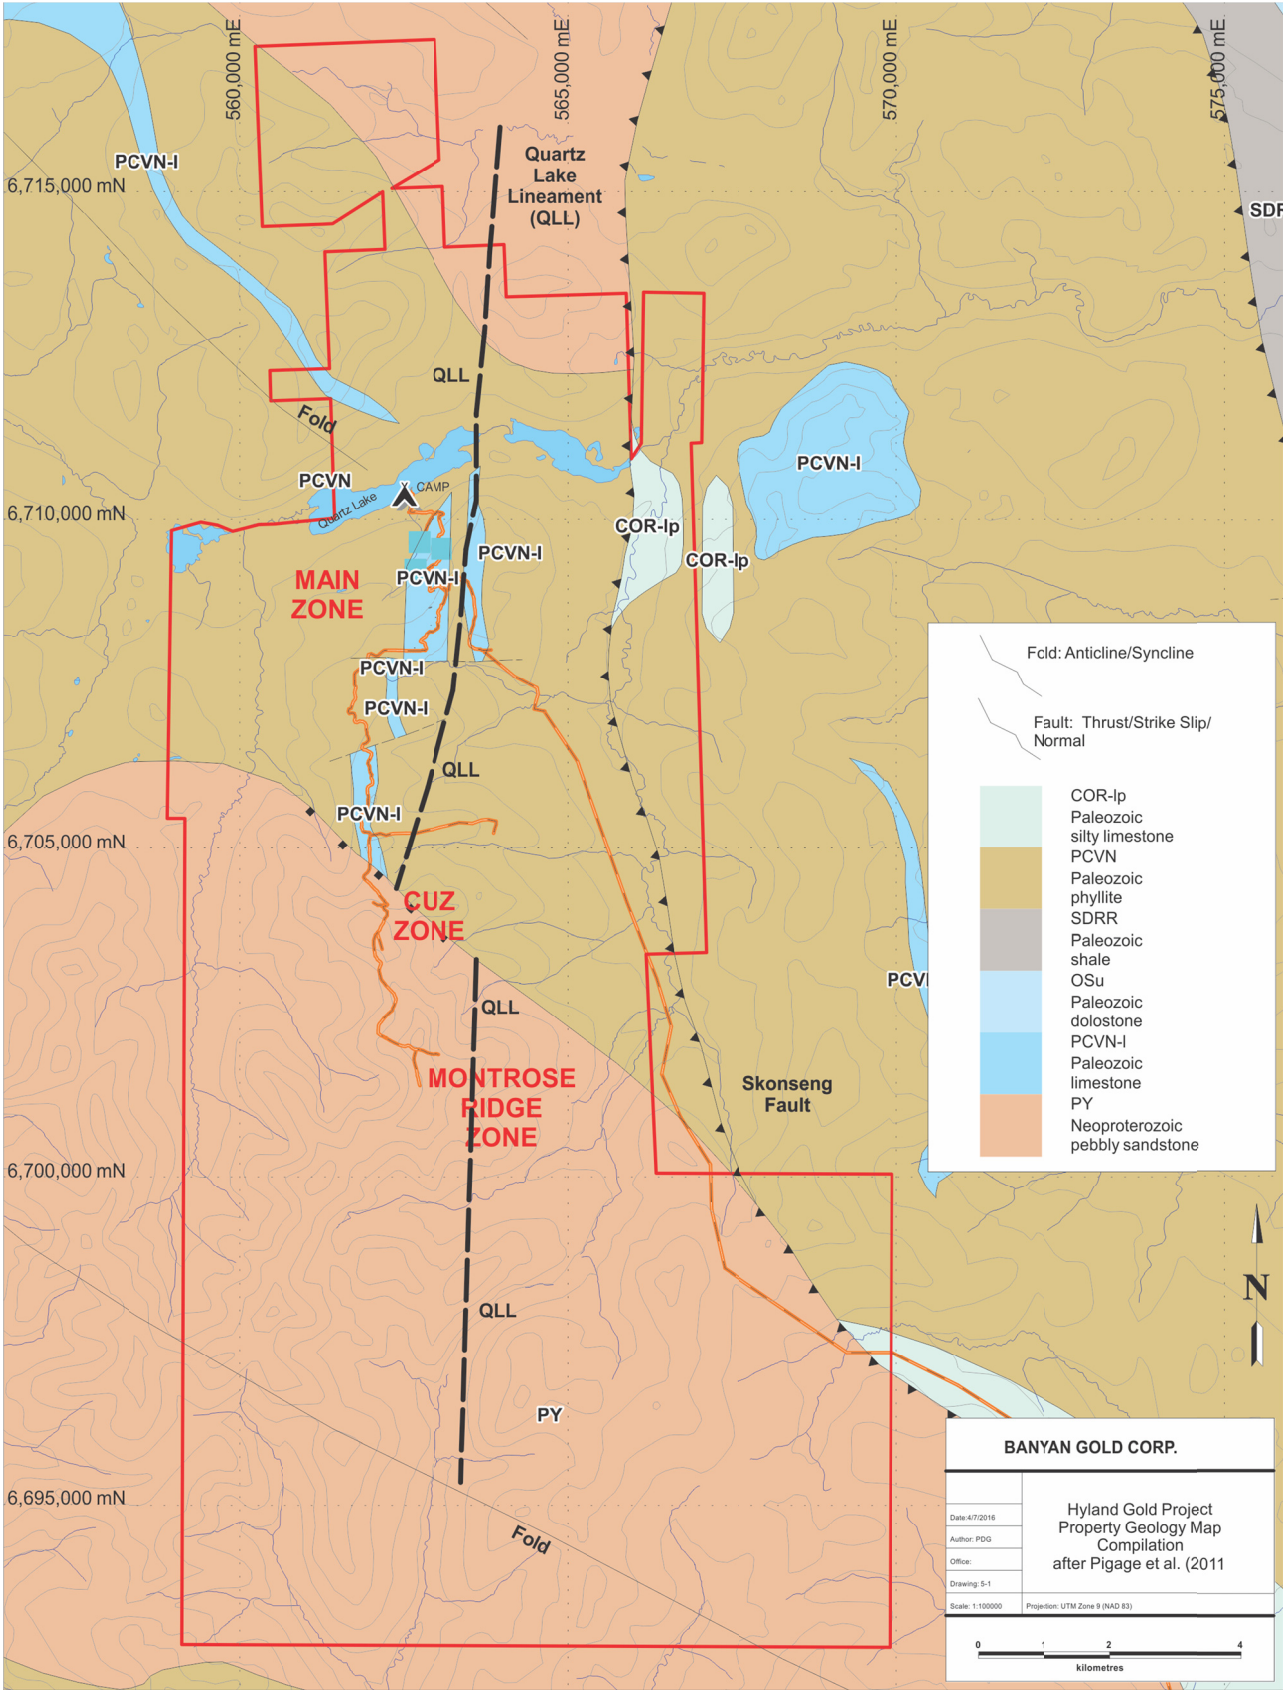 560,000 mE
565,000 mE
570,000 mE
575,000 mE
PCVN-I
6,715,000 mN
Quartz
Lake
Lineament
(QLL)
SDF
QLL
Fold
PCVN
CAMP
Quartz Lake
PCVN-I
6,710,000 mN
COR-lp
PCVN-I
COR-lp
MAIN
ZONE
PCVN-I
PCVN-I
PCVN-I
QLL
PCVN-I
6,705,000 mN
CUZ
ZONE
PCVI
QLL
MONTROSE
RIDGE
ZONE
Skonseng
Fault
6,700,000 mN
QLL
PY
6,695,000 mN
Fold
Fold: Anticline/Syncline
Fault: Thrust/Strike Slip/
Normal
COR-lp
Paleozoic
silty limestone
PCVN
Paleozoic
phyllite
SDRR
Paleozoic
shale
OSu
Paleozoic
dolostone
PCVN-I
Paleozoic
limestone
PY
Neoproterozoic
pebbly sandstone
N
BANYAN GOLD CORP.
Hyland Gold Project
Property Geology Map
Compilation
after Pigage et al. (2011
Date:4/7/2016
Author: PDG
Office:
Drawing: 5-1
Scale: 1:100000
Projection: UTM Zone 9 (NAD 83)
0 1 2 4
kilometres